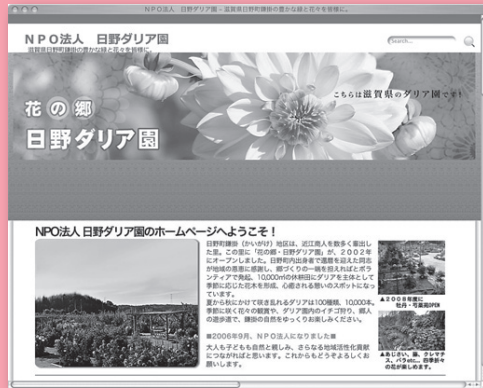 NPO法人 日野ダリア園 - 滋賀県日野町鎌掛の豊かな緑と花々を皆様に。
NPO法人 日野ダリア園
滋賀県日野町鎌掛の豊かな緑と花々を皆様に。
Search...
こちらは滋賀県のダリア園です!
花の郷
日野ダリア園
NPO法人 日野ダリア園のホームページへようこそ！
日野町鎌掛（かいがけ）地区は、近江商人を数多く輩出し
た里。この里に「花の郷・日野ダリア園」が、２００２年
にオープンしました。日野町内出身者で還暦を迎えた同志
が地域の恩恵に感謝し、郷づくりの一端を担えればとボラ
ンティアで発起、10,000㎡の休耕田にダリアを主体として
季節に応じた花木を形成、心癒される憩いのスポットになっ
ています。
夏から秋にかけて咲き乱れるダリアは100種類、10,000本。
季節に咲く花々の観賞や、ダリア園内のイチゴ狩り、郷人
の遊歩道で、鎌掛の自然をゆっくりお楽しみください。
■2006年9月、ＮＰＯ法人になりました■
大人も子どもも自然と親しみ、さらなる地域活性化貢献
につながればと思います。これからもどうぞよろしくお
願いします。
▲２００８年度に
牡丹・芍薬苑OPEN
▲あじさい、藤、クレマチ
ス、バラetc... 四季折々
の花が楽しめます。